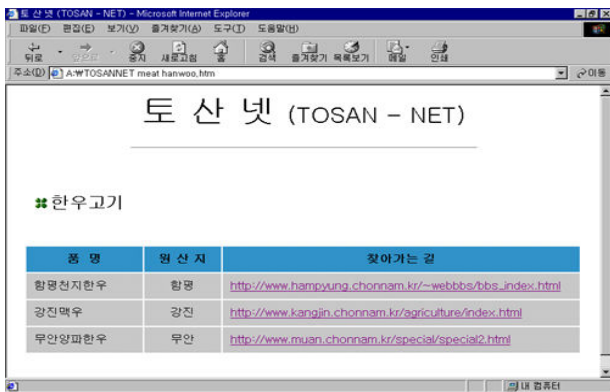 토 산 넷 (TOSAN - NET) - Microsoft Internet Explorer
파일(F) 편집(E) 보기(V) 즐겨찾기(A) 도구(T) 도움말(H)
뒤로 앞으로 중지 새로고침 홈 검색 즐겨찾기 목록보기 메일 인쇄
주소(D) A:₩TOSANNET meat hanwoo,htm 이동
토 산 넷 (TOSAN - NET)
한우고기
품 명 원 산 지 찾아가는 길
함평천지한우 함평 http://www.hampyung.chonnam.kr/~webbbs/bbs_index.html
강진맥우 강진 http://www.kangjin.chonnam.kr/agriculture/index.html
무안양파한우 무안 http://www.muan.chonnam.kr/special/special2.html
내 컴퓨터